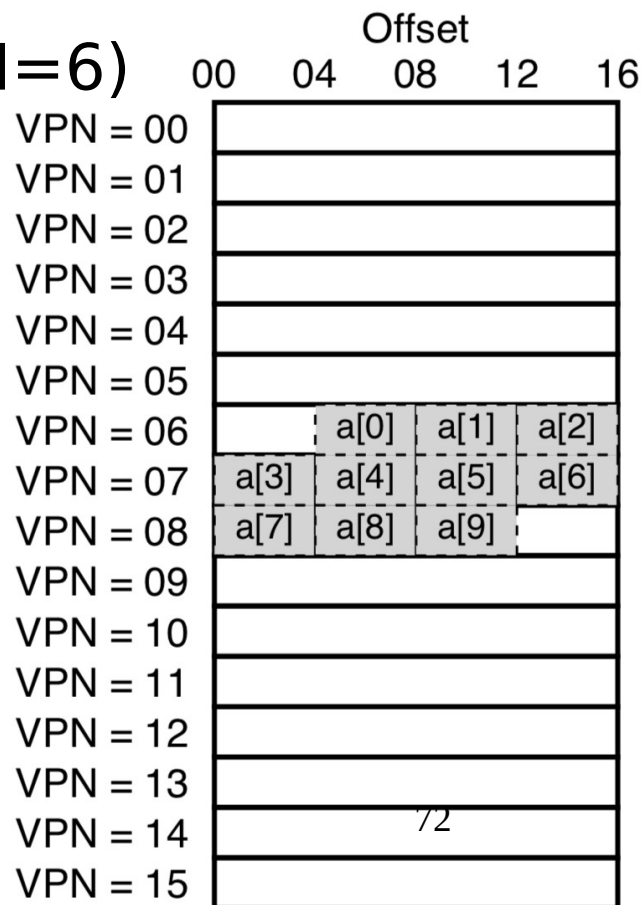 Offset
=6)
00 04 08 12 16
VPN = 00
VPN = 01
VPN = 02
VPN = 03
VPN = 04
VPN = 05
VPN = 06 a[0] a[1] a[2]
VPN = 07 a[3] a[4] a[5] a[6]
VPN = 08 a[7] a[8] a[9]
VPN = 09
VPN = 10
VPN = 11
VPN = 12
VPN = 13
72
VPN = 14
VPN = 15